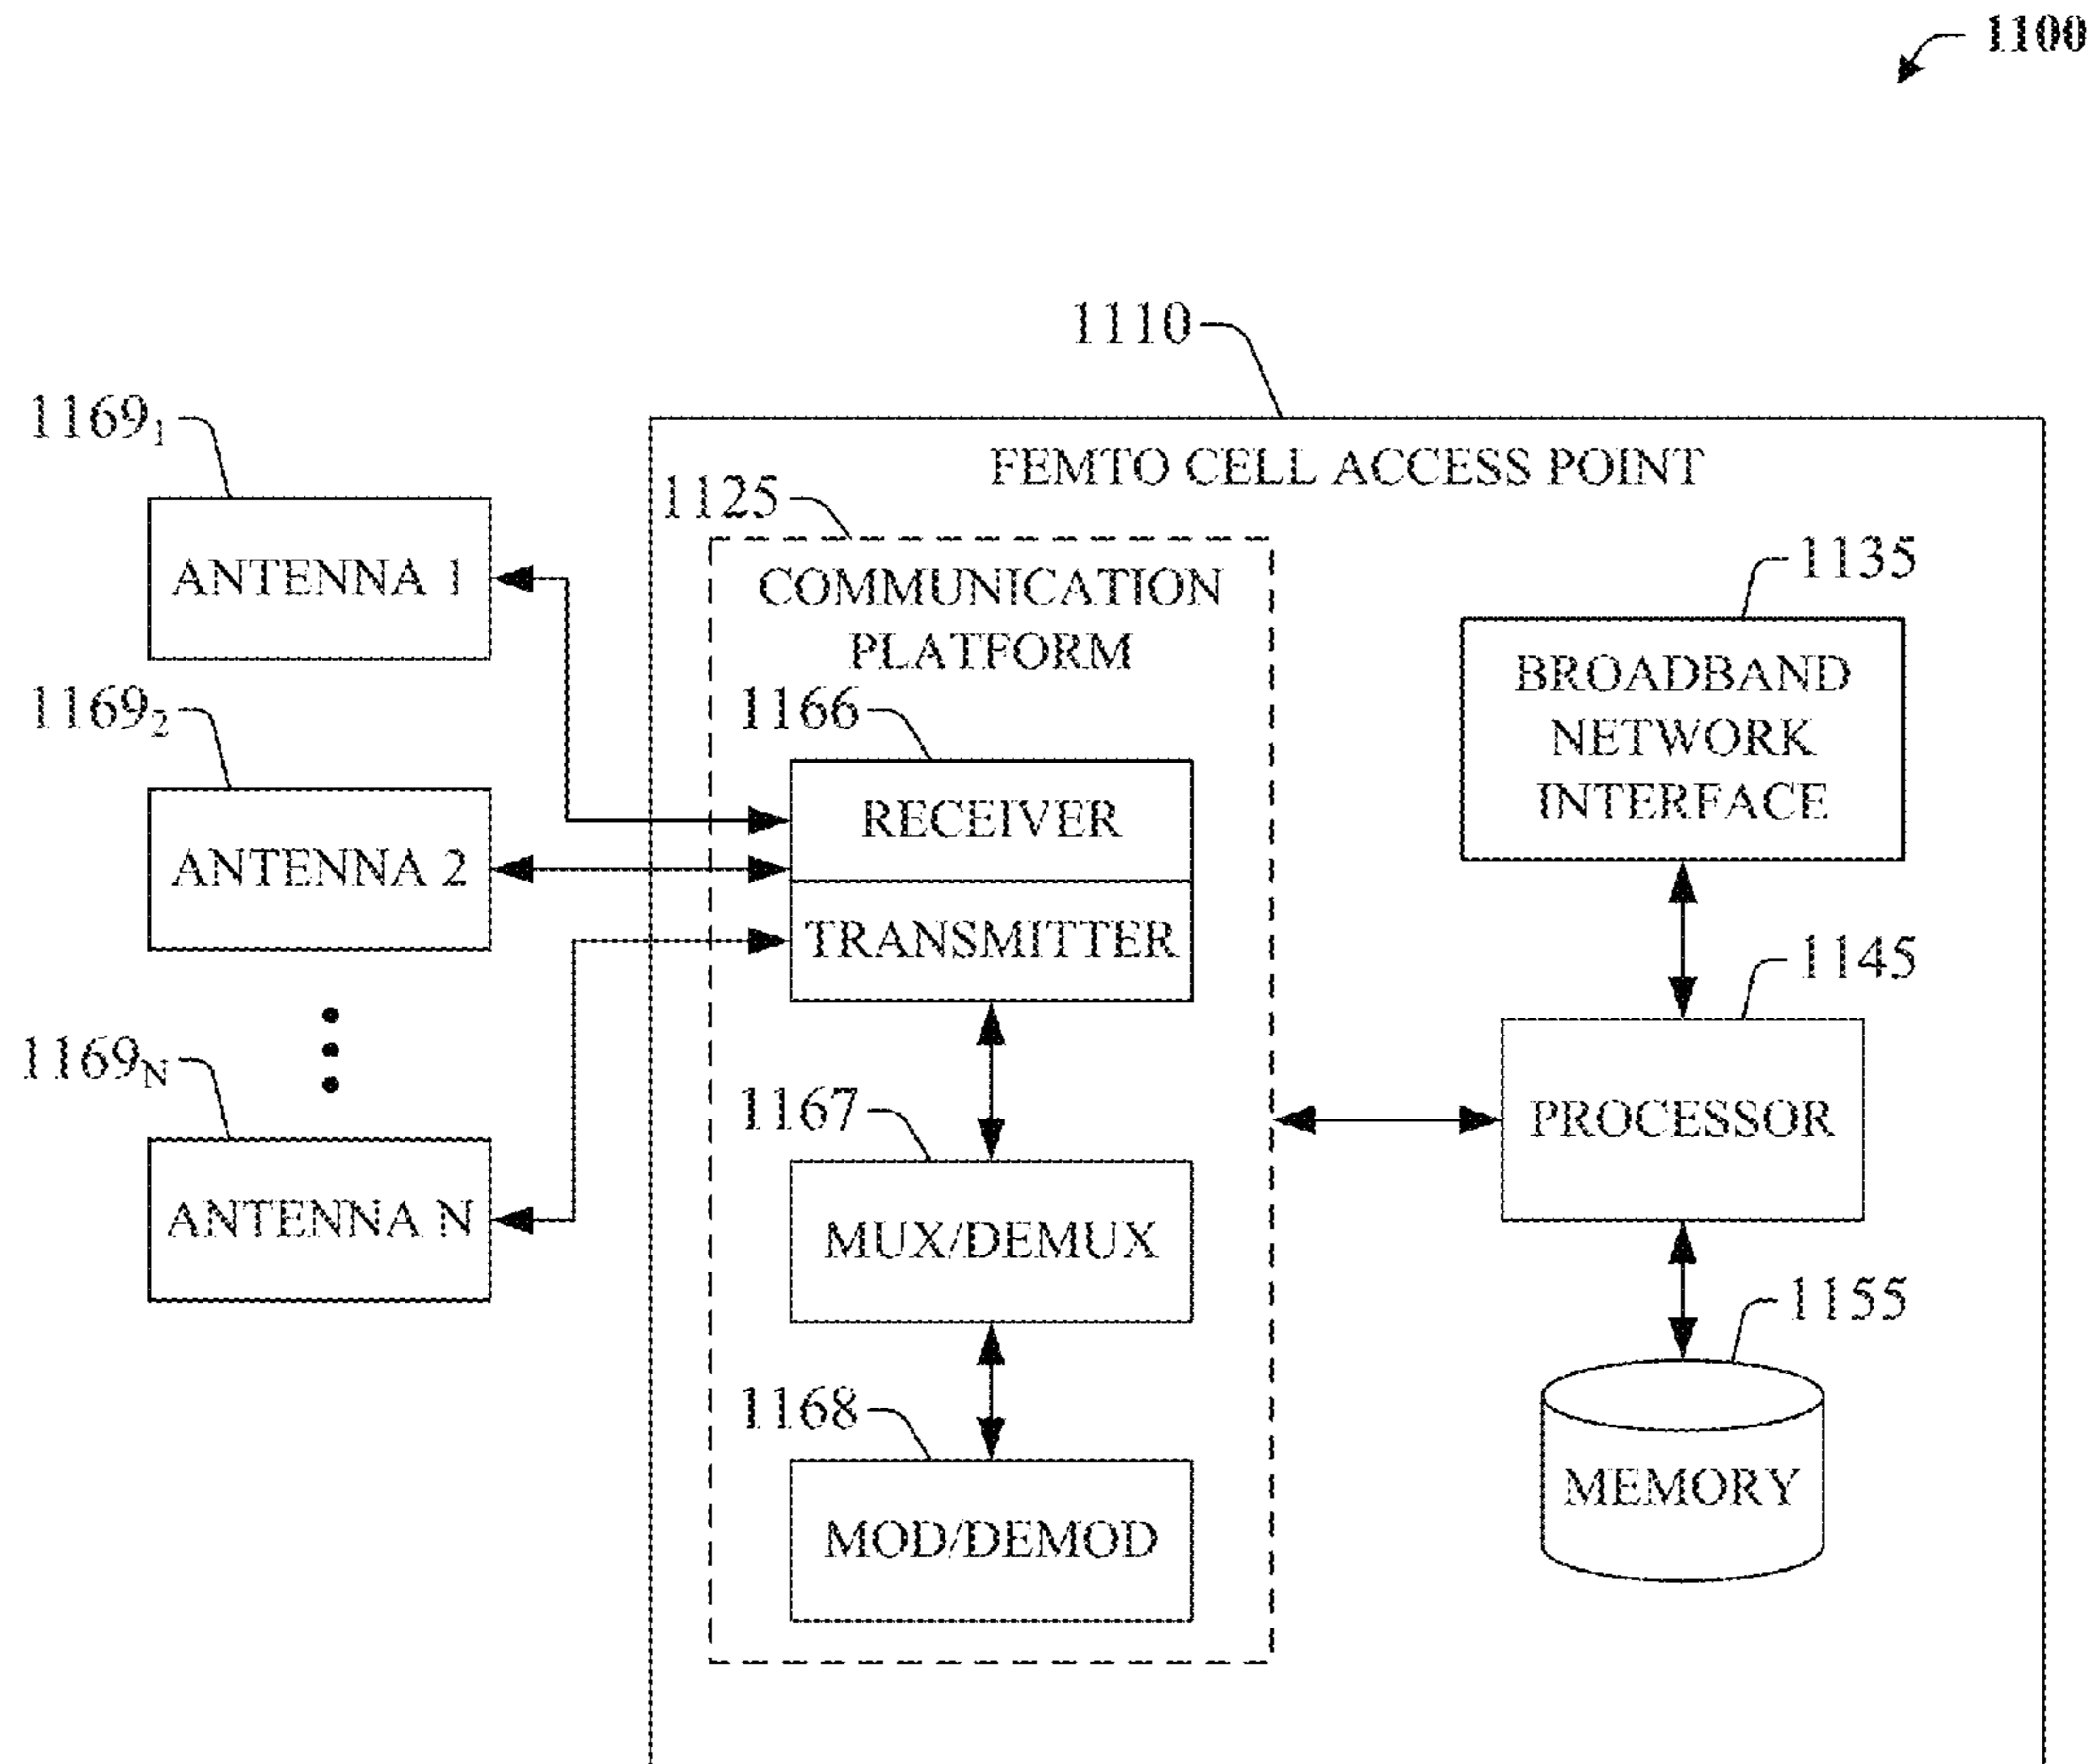 1100
1110
1169₁
FEMTO CELL ACCESS POINT
1125
ANTENNA 1
COMMUNICATION
PLATFORM
1135
BROADBAND
NETWORK
INTERFACE
1169₂
1166
ANTENNA 2
RECEIVER
TRANSMITTER
1145
PROCESSOR
1169N
ANTENNA N
1167
MUX/DEMUX
1155
MEMORY
1168
MOD/DEMOD